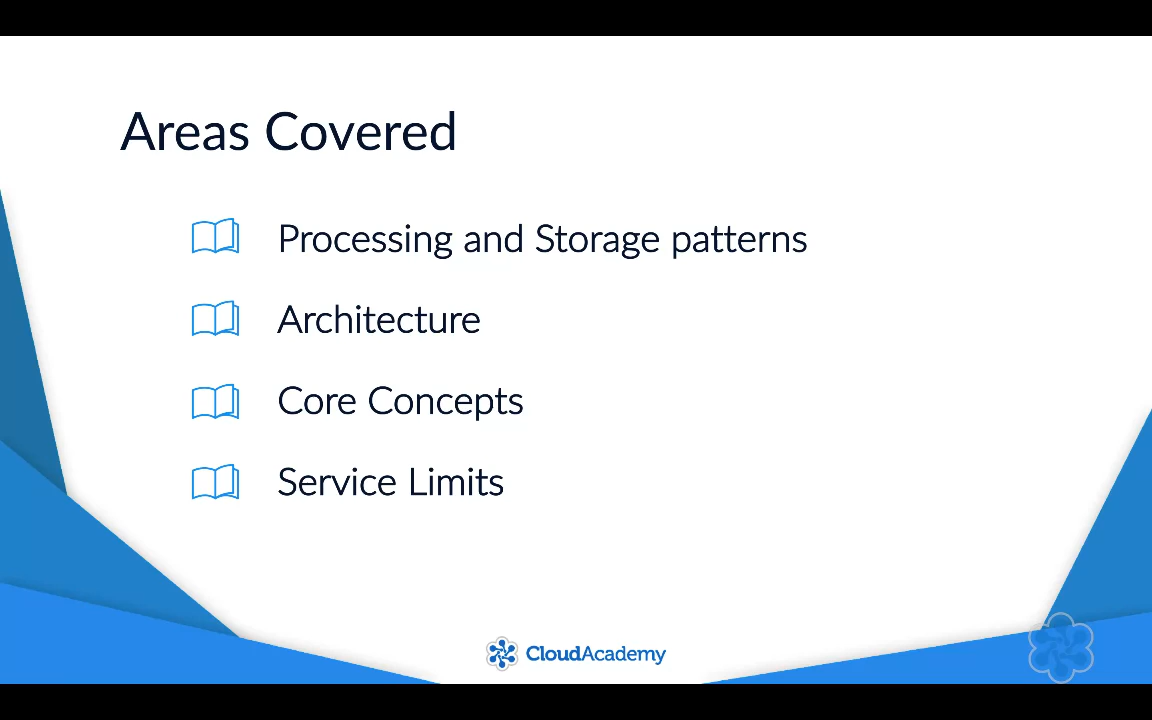 Areas Covered
Processing and Storage patterns
Architecture
Core Concepts
Service Limits
CloudAcademy